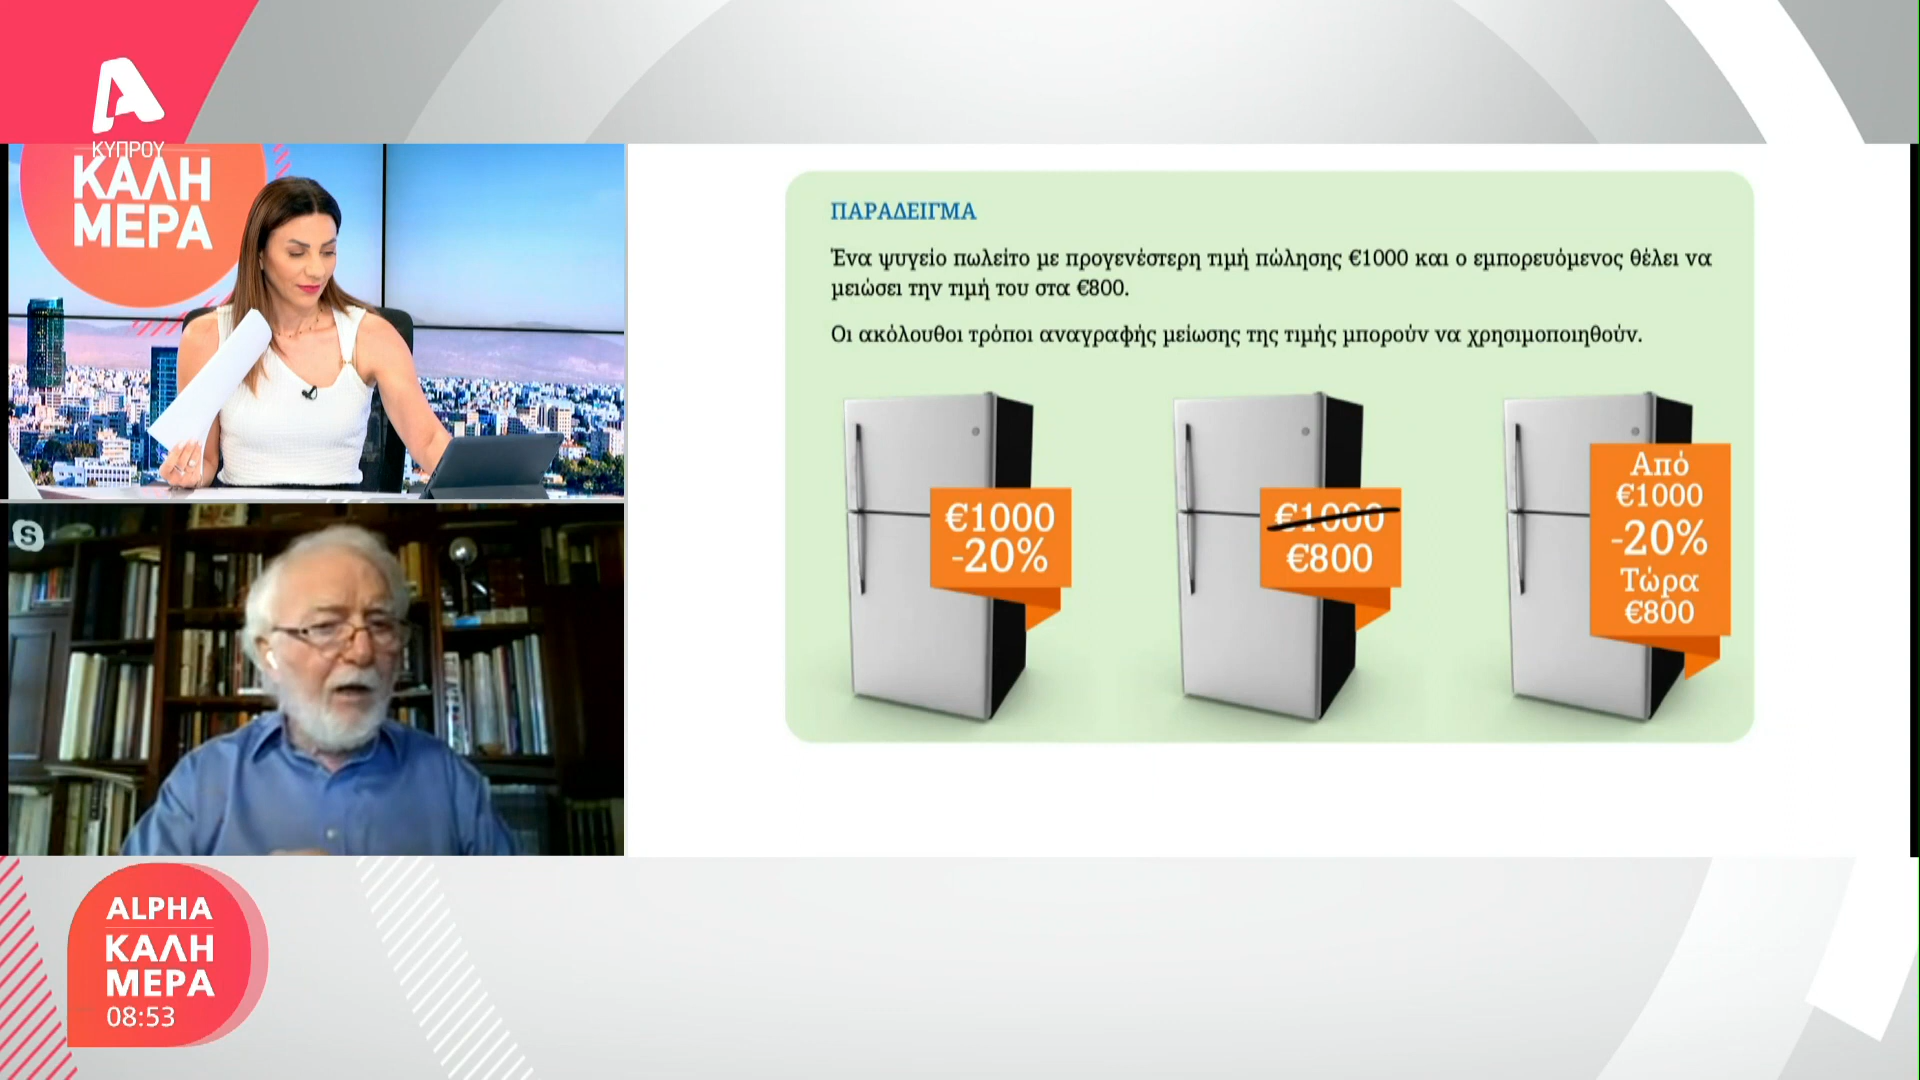 ΚΥΠΡΟΥ
ΚΑΛΗ
ΜΕΡΑ
ΠΑΡΑΔΕΙΓΜΑ
Ένα ψυγείο πωλείτο με προγενέστερη τιμή πώλησης €1000 και ο εμπορευόμενος θέλει να
μειώσει την τιμή του στα €800.
Οι ακόλουθοι τρόποι αναγραφής μείωσης της τιμής μπορούν να χρησιμοποιηθούν.
€1000
-20%
€1000
€800
Από
€1000
-20%
Τώρα
€800
S
ALPHA
ΚΑΛΗ
ΜΕΡΑ
08:53